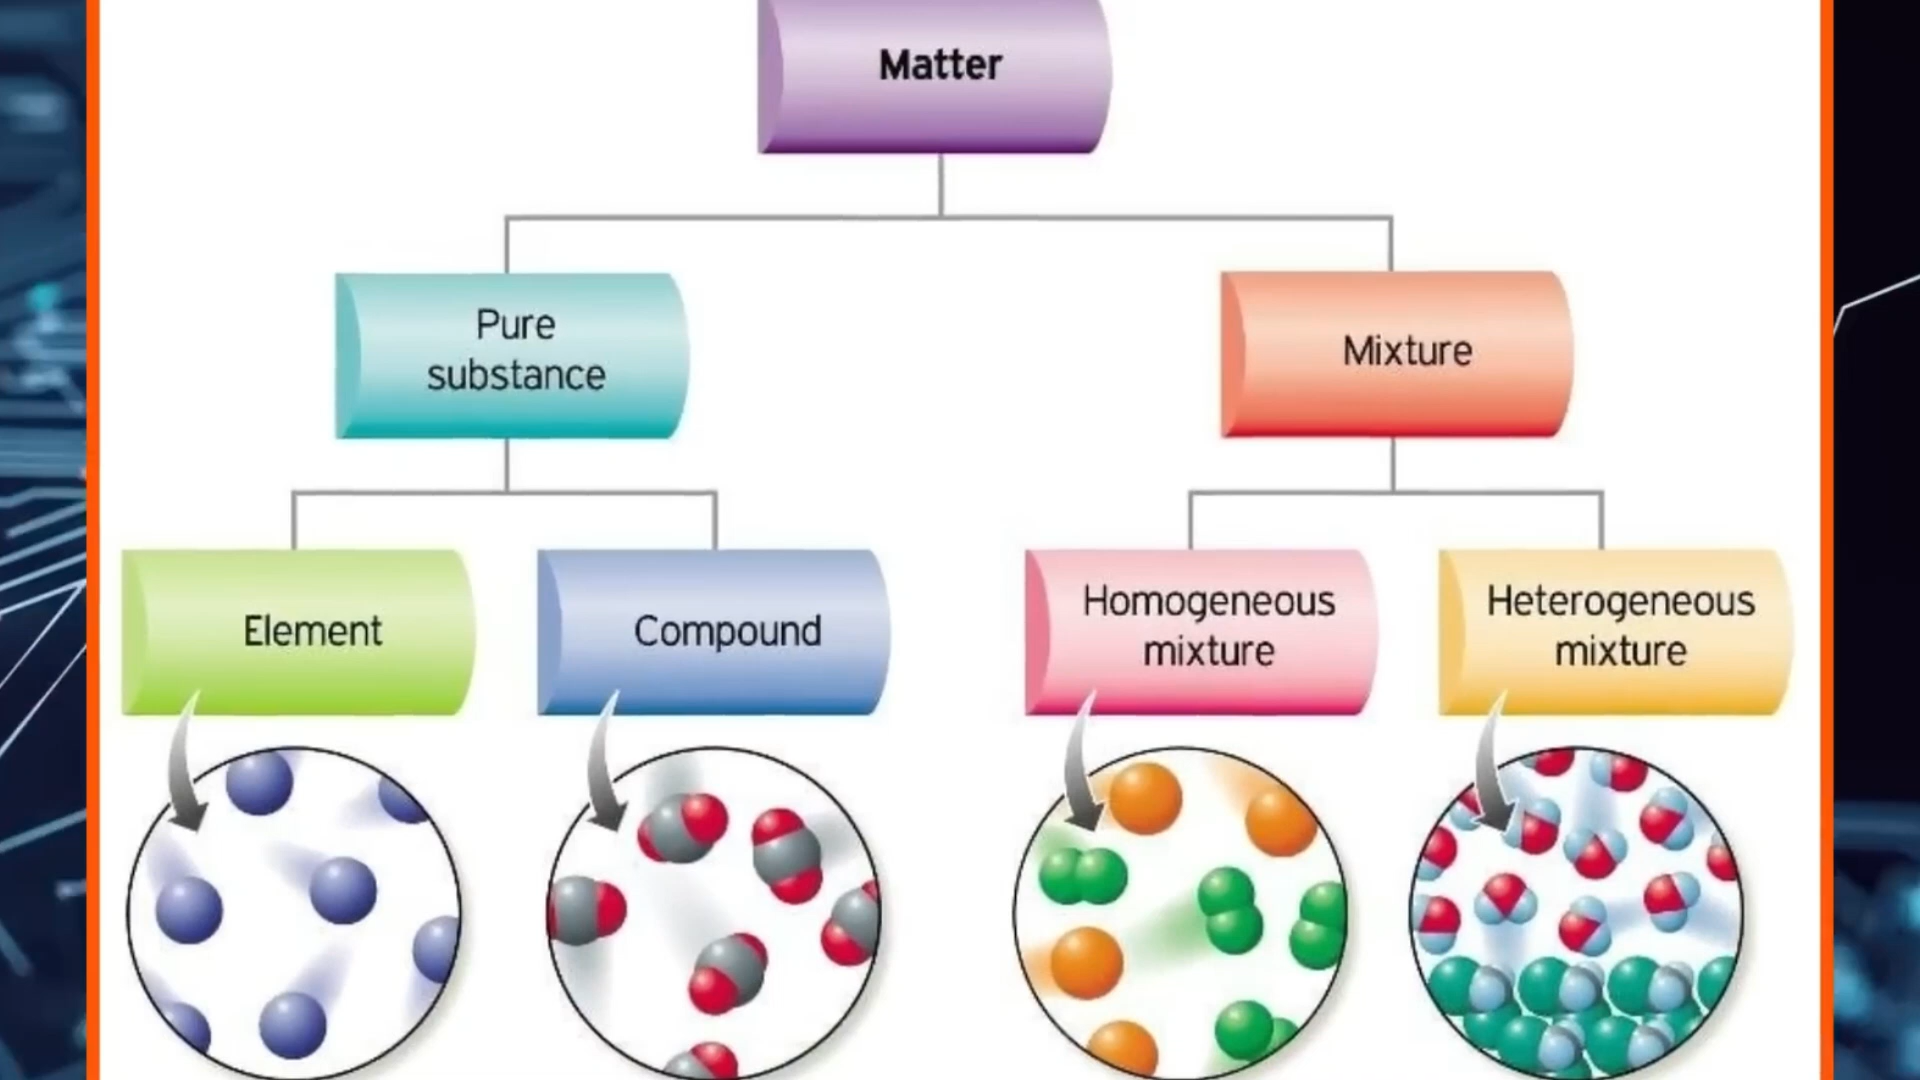 Matter
Pure
substance
Mixture
Element
Compound
Homogeneous
mixture
Heterogeneous
mixture